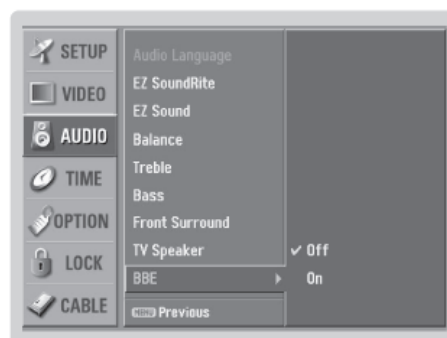 SETUP
VIDEO
AUDIO
TIME
OPTION
LOCK
CABLE
Audio Language
EZ SoundRite
EZ Sound
Balance
Treble
Bass
Front Surround
TV Speaker
BBE
MENU Previous
✓ Off
On